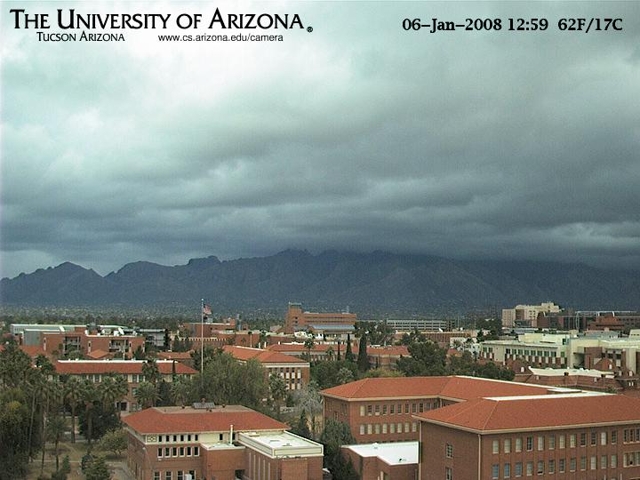 THE UNIVERSITY OF ARIZONA®
06-Jan-2008 12:59 62F/17C
TUCSON ARIZONA www.cs.arizona.edu/camera